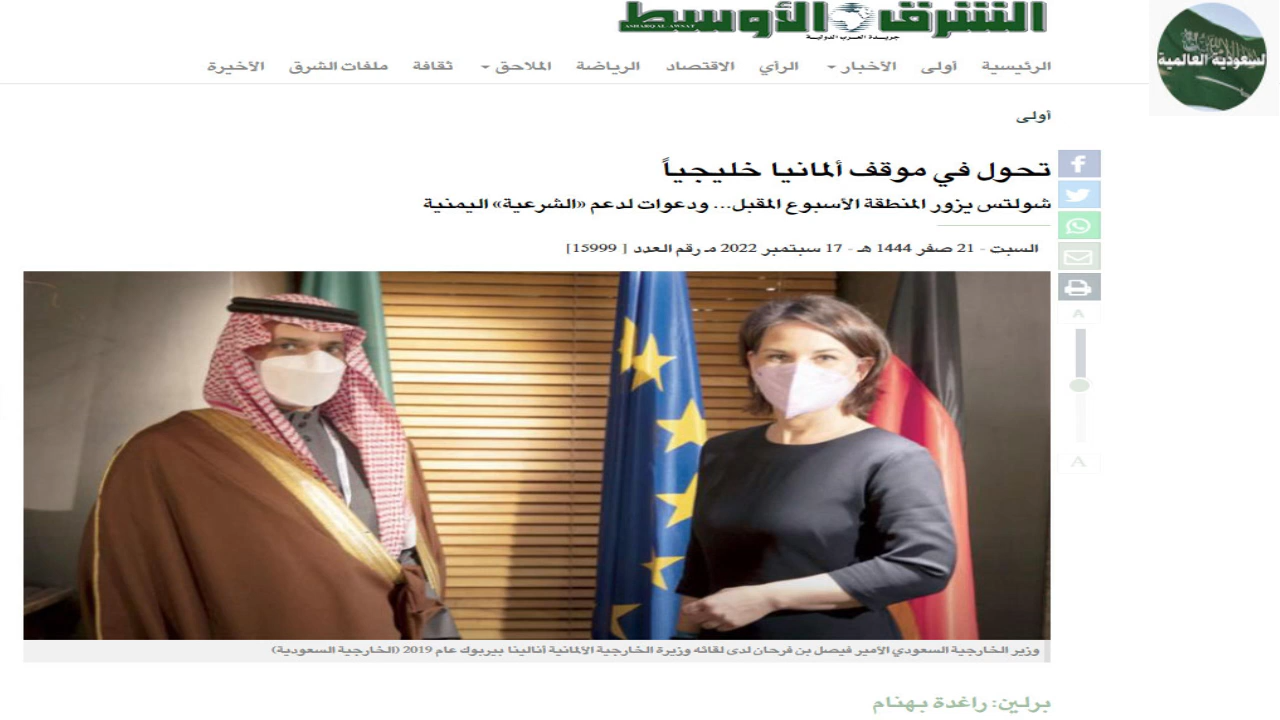 الشرق الأوسط
ASHARQ AL-AWSAT
جريدة العرب الدولية
السعودية العالمية
الرئيسية أولى الأخبار الرأي الاقتصاد الرياضة الملاحق ثقافة ملفات الشرق الأخيرة
أولى
تحول في موقف ألمانيا خليجياً
شولتس يزور المنطقة الأسبوع المقبل... ودعوات لدعم «الشرعية» اليمنية
السبت - 21 صفر 1444 هـ - 17 سبتمبر 2022 مـ رقم العدد [ 15999]
A
A
وزير الخارجية السعودي الأمير فيصل بن فرحان لدى لقائه وزيرة الخارجية الألمانية أنالينا بيربوك عام 2019 (الخارجية السعودية)
برلين: راغدة بهنام